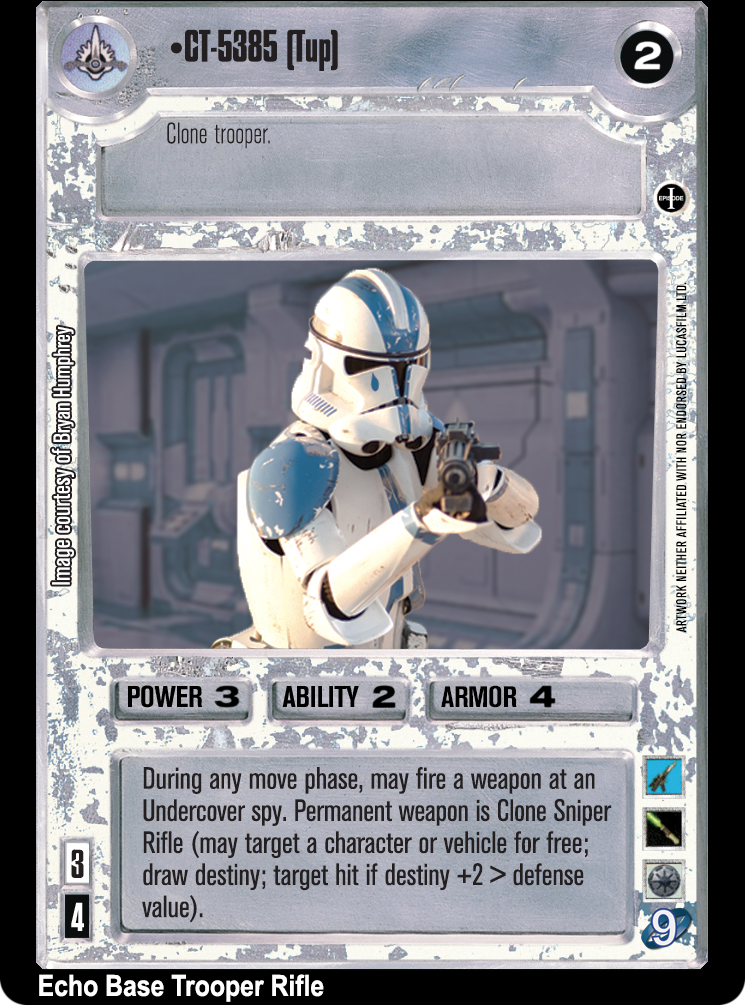 •CT-5385 (Tup)
2
Clone trooper.
EPISODE
I
Image courtesy of Bryan Humphrey
ARTWORK NEITHER AFFILIATED WITH NOR ENDORSED BY LUCASFILM LTD.
POWER 3
ABILITY 2
ARMOR 4
During any move phase, may fire a weapon at an
Undercover spy. Permanent weapon is Clone Sniper
Rifle (may target a character or vehicle for free;
draw destiny; target hit if destiny +2 > defense
value).
3
4
9
Echo Base Trooper Rifle